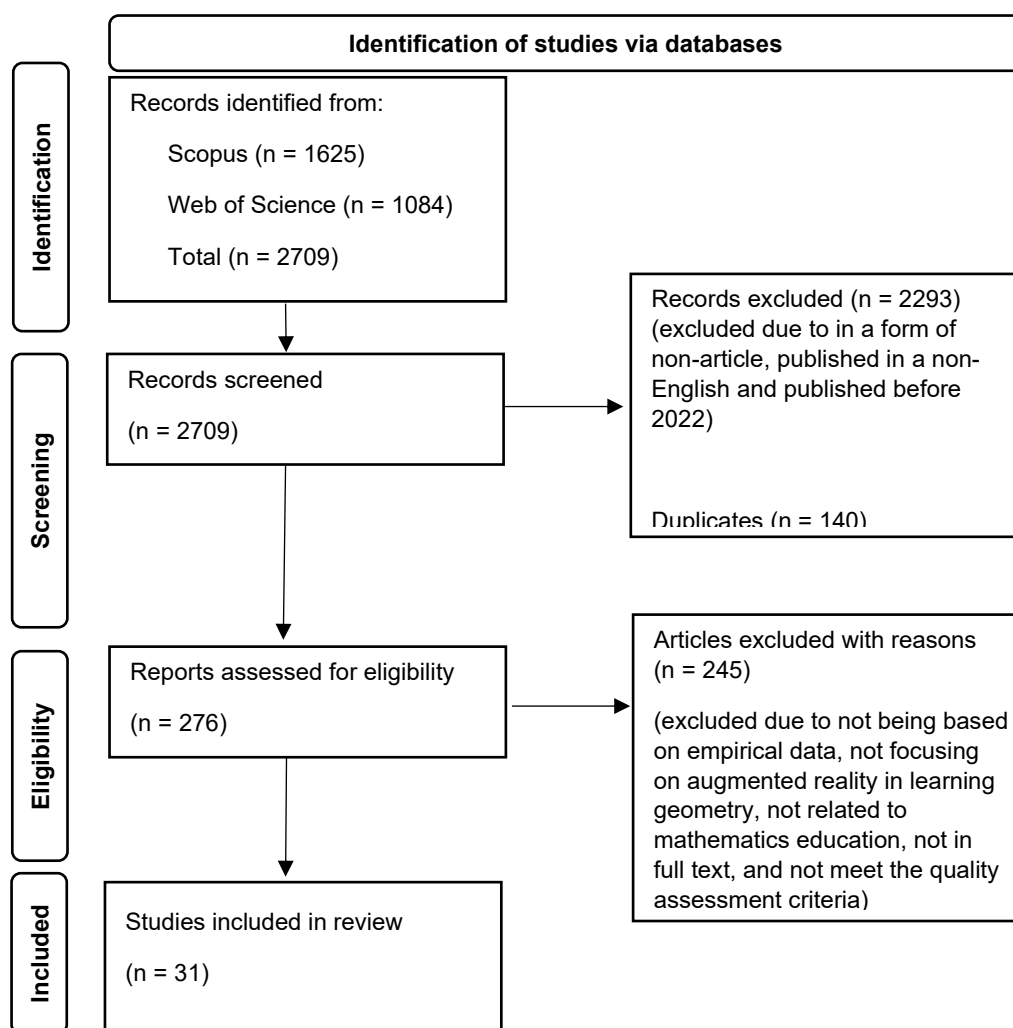 Identification of studies via databases
Identification
Records identified from:
Scopus (n = 1625)
Web of Science (n = 1084)
Total (n = 2709)
Records excluded (n = 2293)
(excluded due to in a form of
non-article, published in a non-
English and published before
2022)
Duplicates (n = 140)
Screening
Records screened
(n = 2709)
Eligibility
Reports assessed for eligibility
(n = 276)
Articles excluded with reasons
(n = 245)
(excluded due to not being based
on empirical data, not focusing
on augmented reality in learning
geometry, not related to
mathematics education, not in
full text, and not meet the quality
assessment criteria)
Included
Studies included in review
(n = 31)